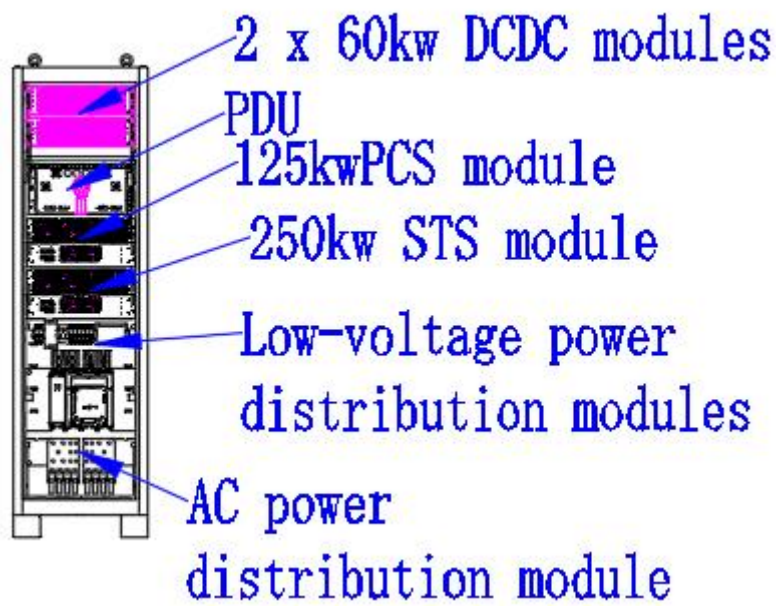 2 x 60kw DCDC modules
PDU
125kwPCS module
250kw STS module
Low-voltage power
distribution modules
AC power
distribution module